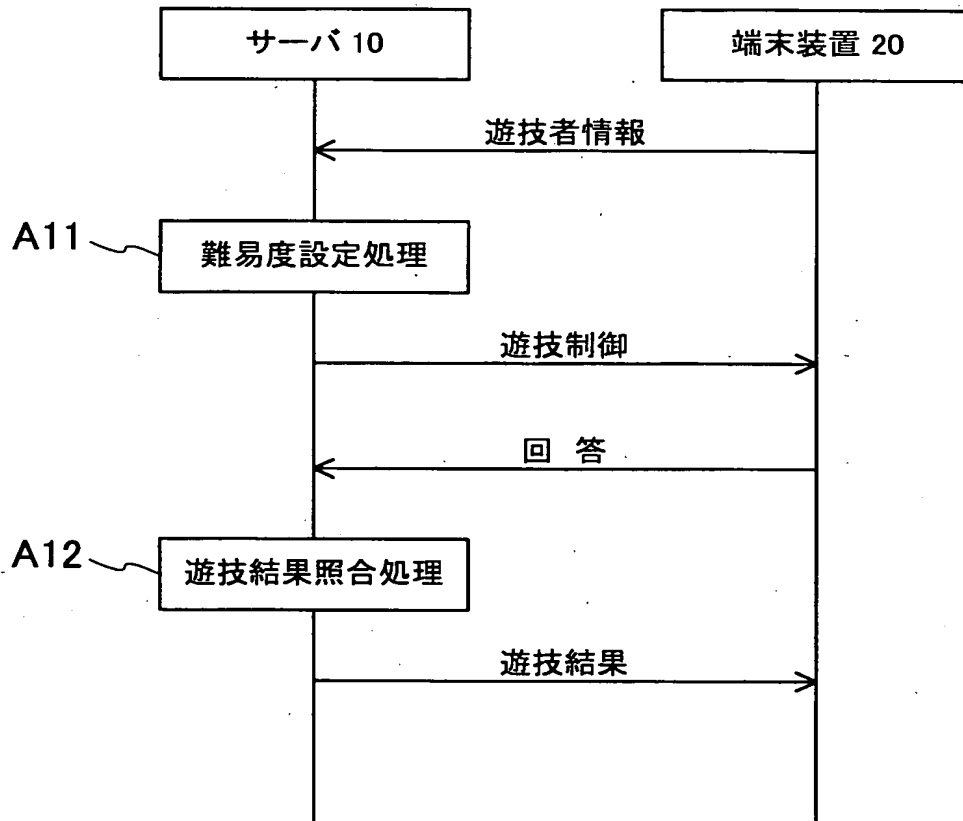 サーバ 10
端末装置 20
遊技者情報
A11
難易度設定処理
遊技制御
回 答
A12
遊技結果照合処理
遊技結果